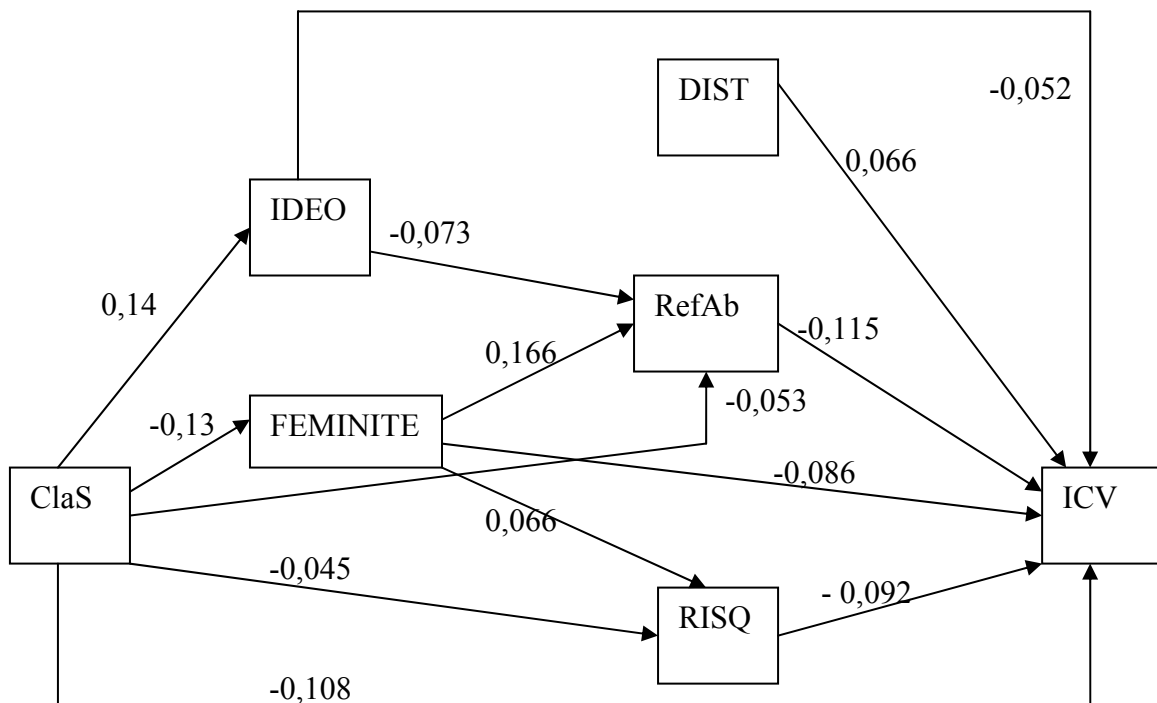 DIST
-0,052
0,066
IDEO
-0,073
0,14
RefAb
-0,115
0,166
-0,053
-0,13
FEMINITE
-0,086
ClaS
ICV
0,066
-0,045
- 0,092
RISQ
-0,108